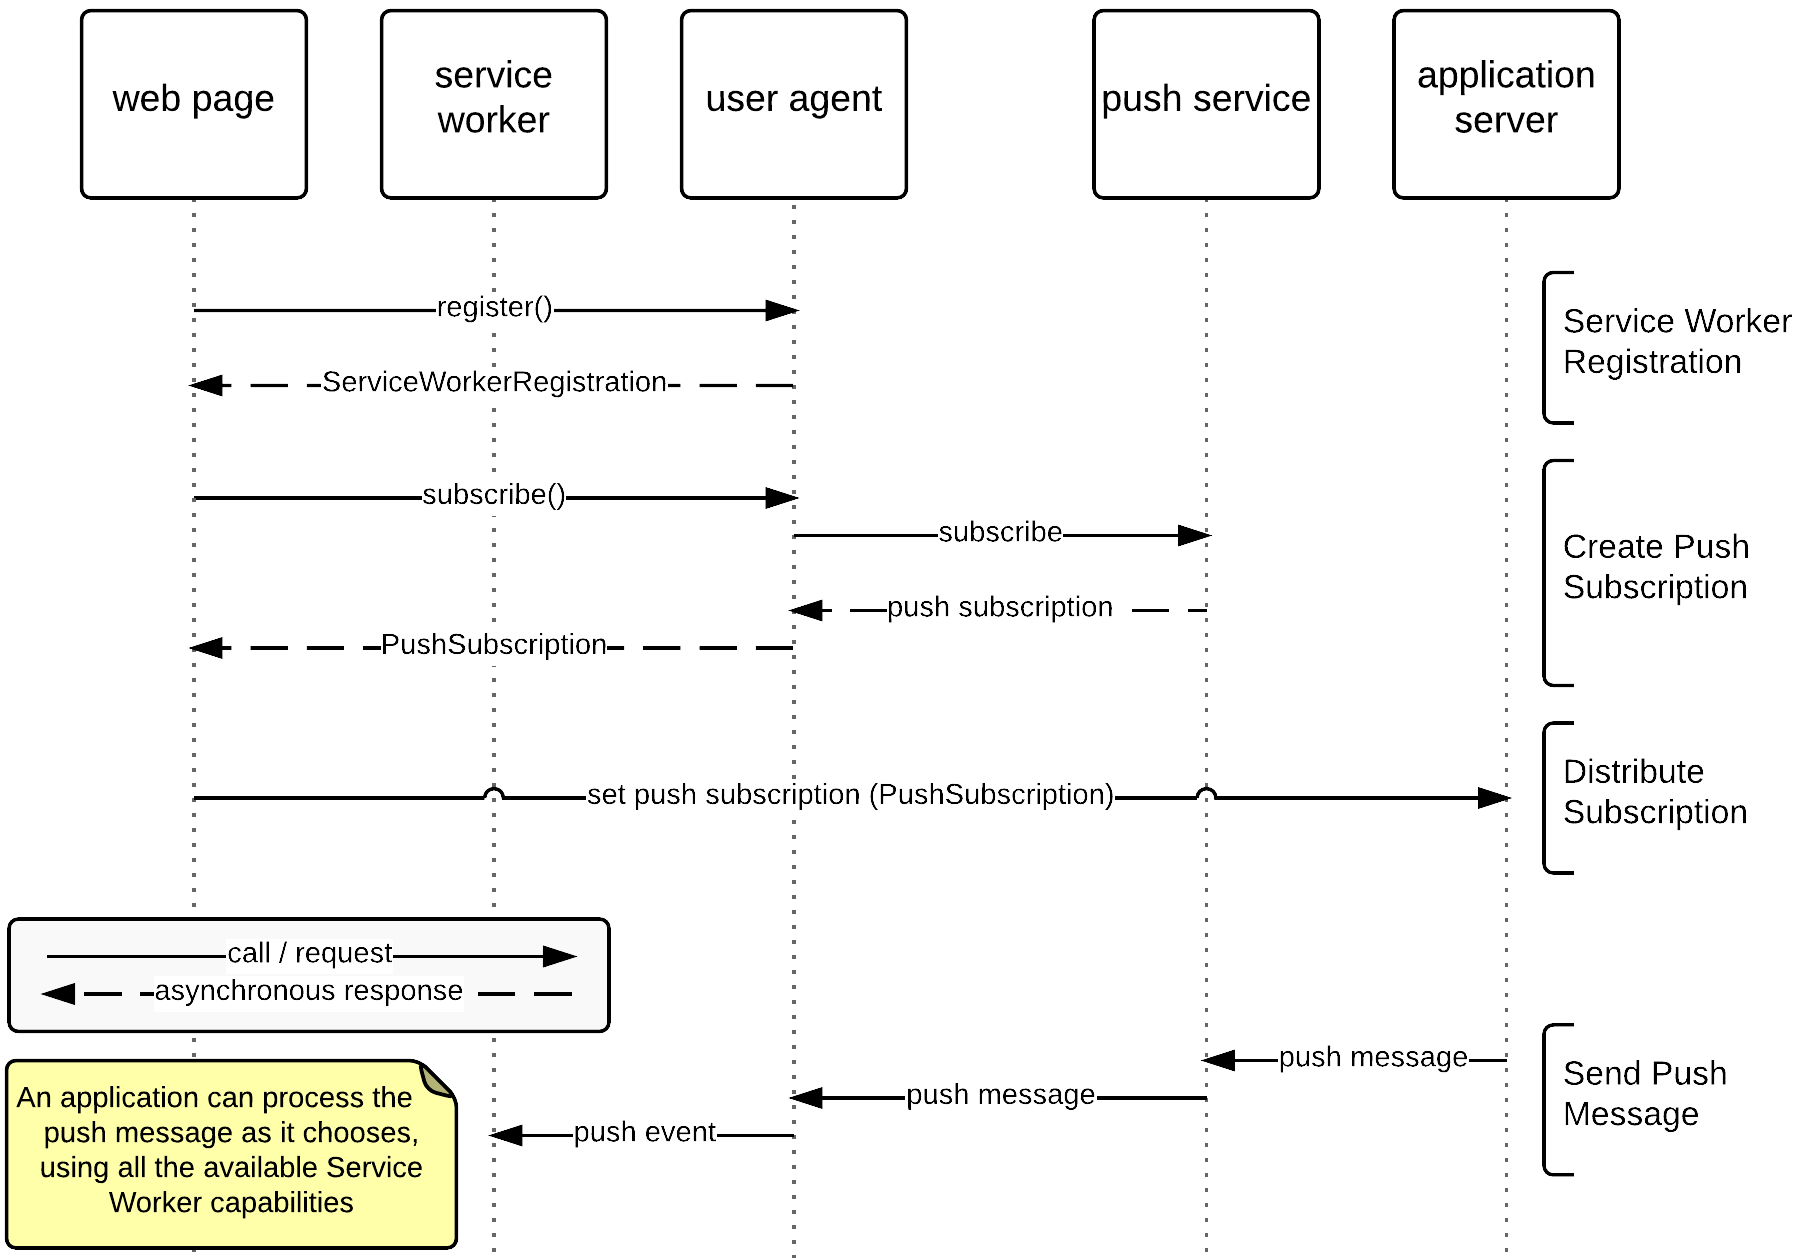 web page
service
worker
user agent
push service
application
server
register()
ServiceWorkerRegistration
Service Worker
Registration
subscribe()
subscribe
push subscription
PushSubscription
Create Push
Subscription
set push subscription (PushSubscription)
Distribute
Subscription
call / request
asynchronous response
push message
push message
push event
Send Push
Message
An application can process the
push message as it chooses,
using all the available Service
Worker capabilities